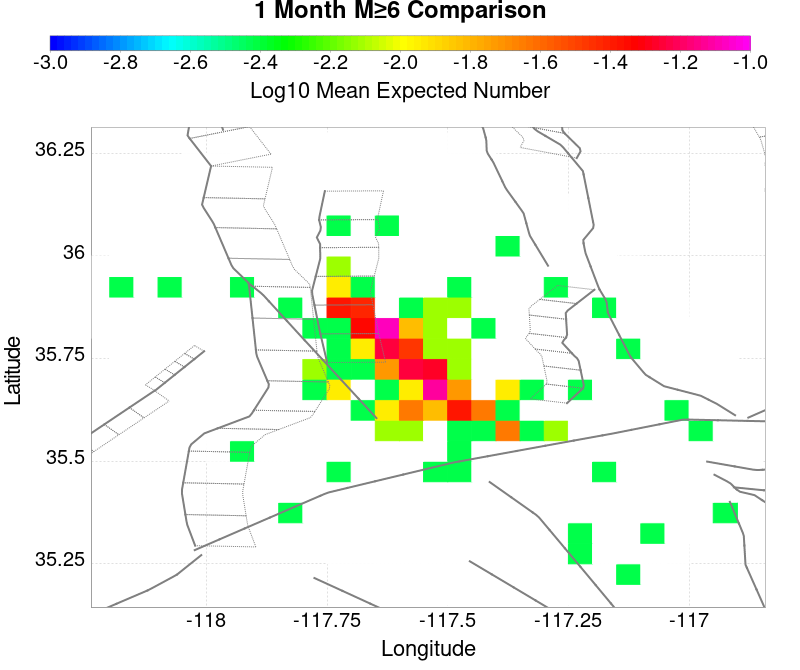 1 Month M≥6 Comparison
-3.0 -2.8 -2.6 -2.4 -2.2 -2.0 -1.8 -1.6 -1.4 -1.2 -1.0
Log10 Mean Expected Number
36.25
36
35.75
35.5
35.25
Latitude
-118 -117.75 -117.5 -117.25 -117
Longitude